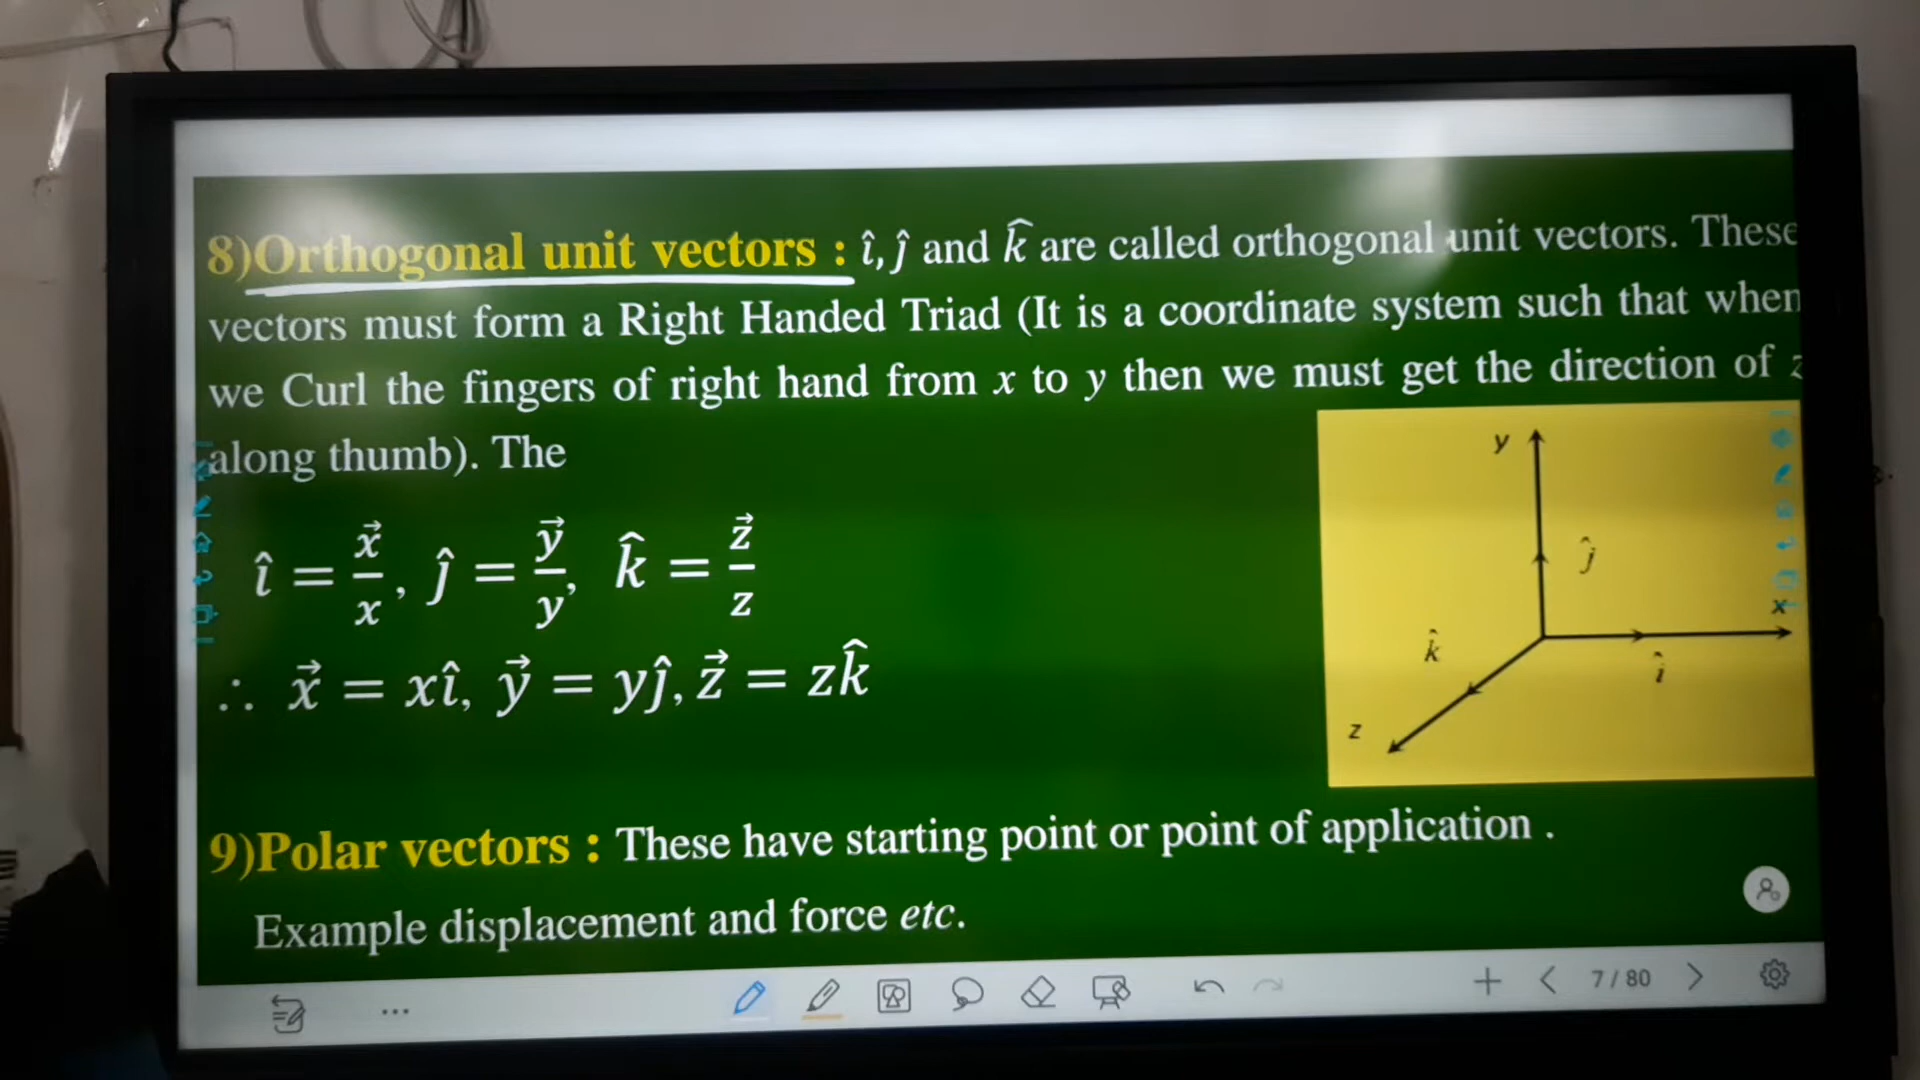 8)Orthogonal unit vectors : î, ĵ and k̂ are called orthogonal unit vectors. These
vectors must form a Right Handed Triad (It is a coordinate system such that when
we Curl the fingers of right hand from x to y then we must get the direction of z
along thumb). The
î = x⃗/x, ĵ = y⃗/y, k̂ = z⃗/z
∴ x⃗ = xî, y⃗ = yĵ, z⃗ = zk̂
y
ĵ
x
k̂
î
z
9)Polar vectors : These have starting point or point of application .
Example displacement and force etc.
7 / 80